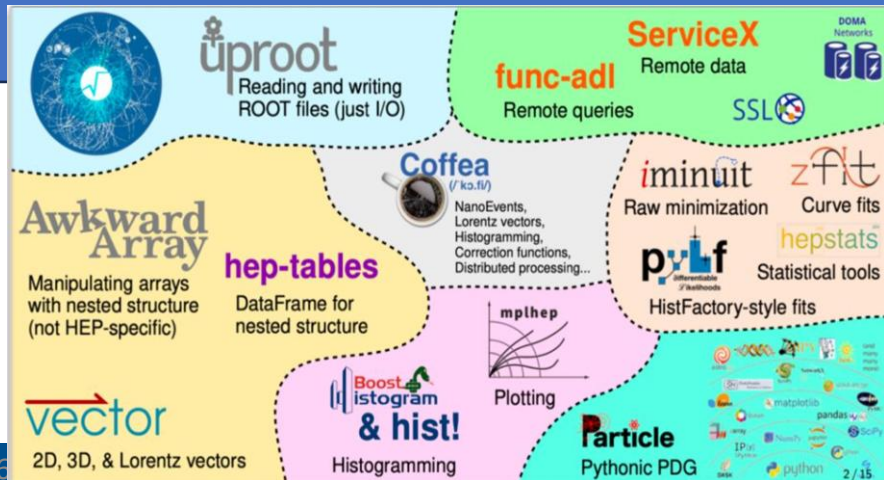 uproot
Reading and writing
ROOT files (just I/O)
ServiceX
Remote data
func-adl
Remote queries
DOMA
Networks
SSL
Coffea
(/ˈkɔ.fi/)
NanoEvents,
Lorentz vectors,
Histogramming,
Correction functions,
Distributed processing...
iminuit
Raw minimization
zfit
Curve fits
hepstats
Statistical tools
pyhf
Differentiable
Likelihoods
HistFactory-style fits
Awkward
Array
Manipulating arrays
with nested structure
(not HEP-specific)
hep-tables
DataFrame for
nested structure
vector
2D, 3D, & Lorentz vectors
Boost
Histogram
& hist!
Histogramming
mplhep
Plotting
Particle
Pythonic PDG
matplotlib
pandas
SciPy
NumPy
python
DASK
2/15